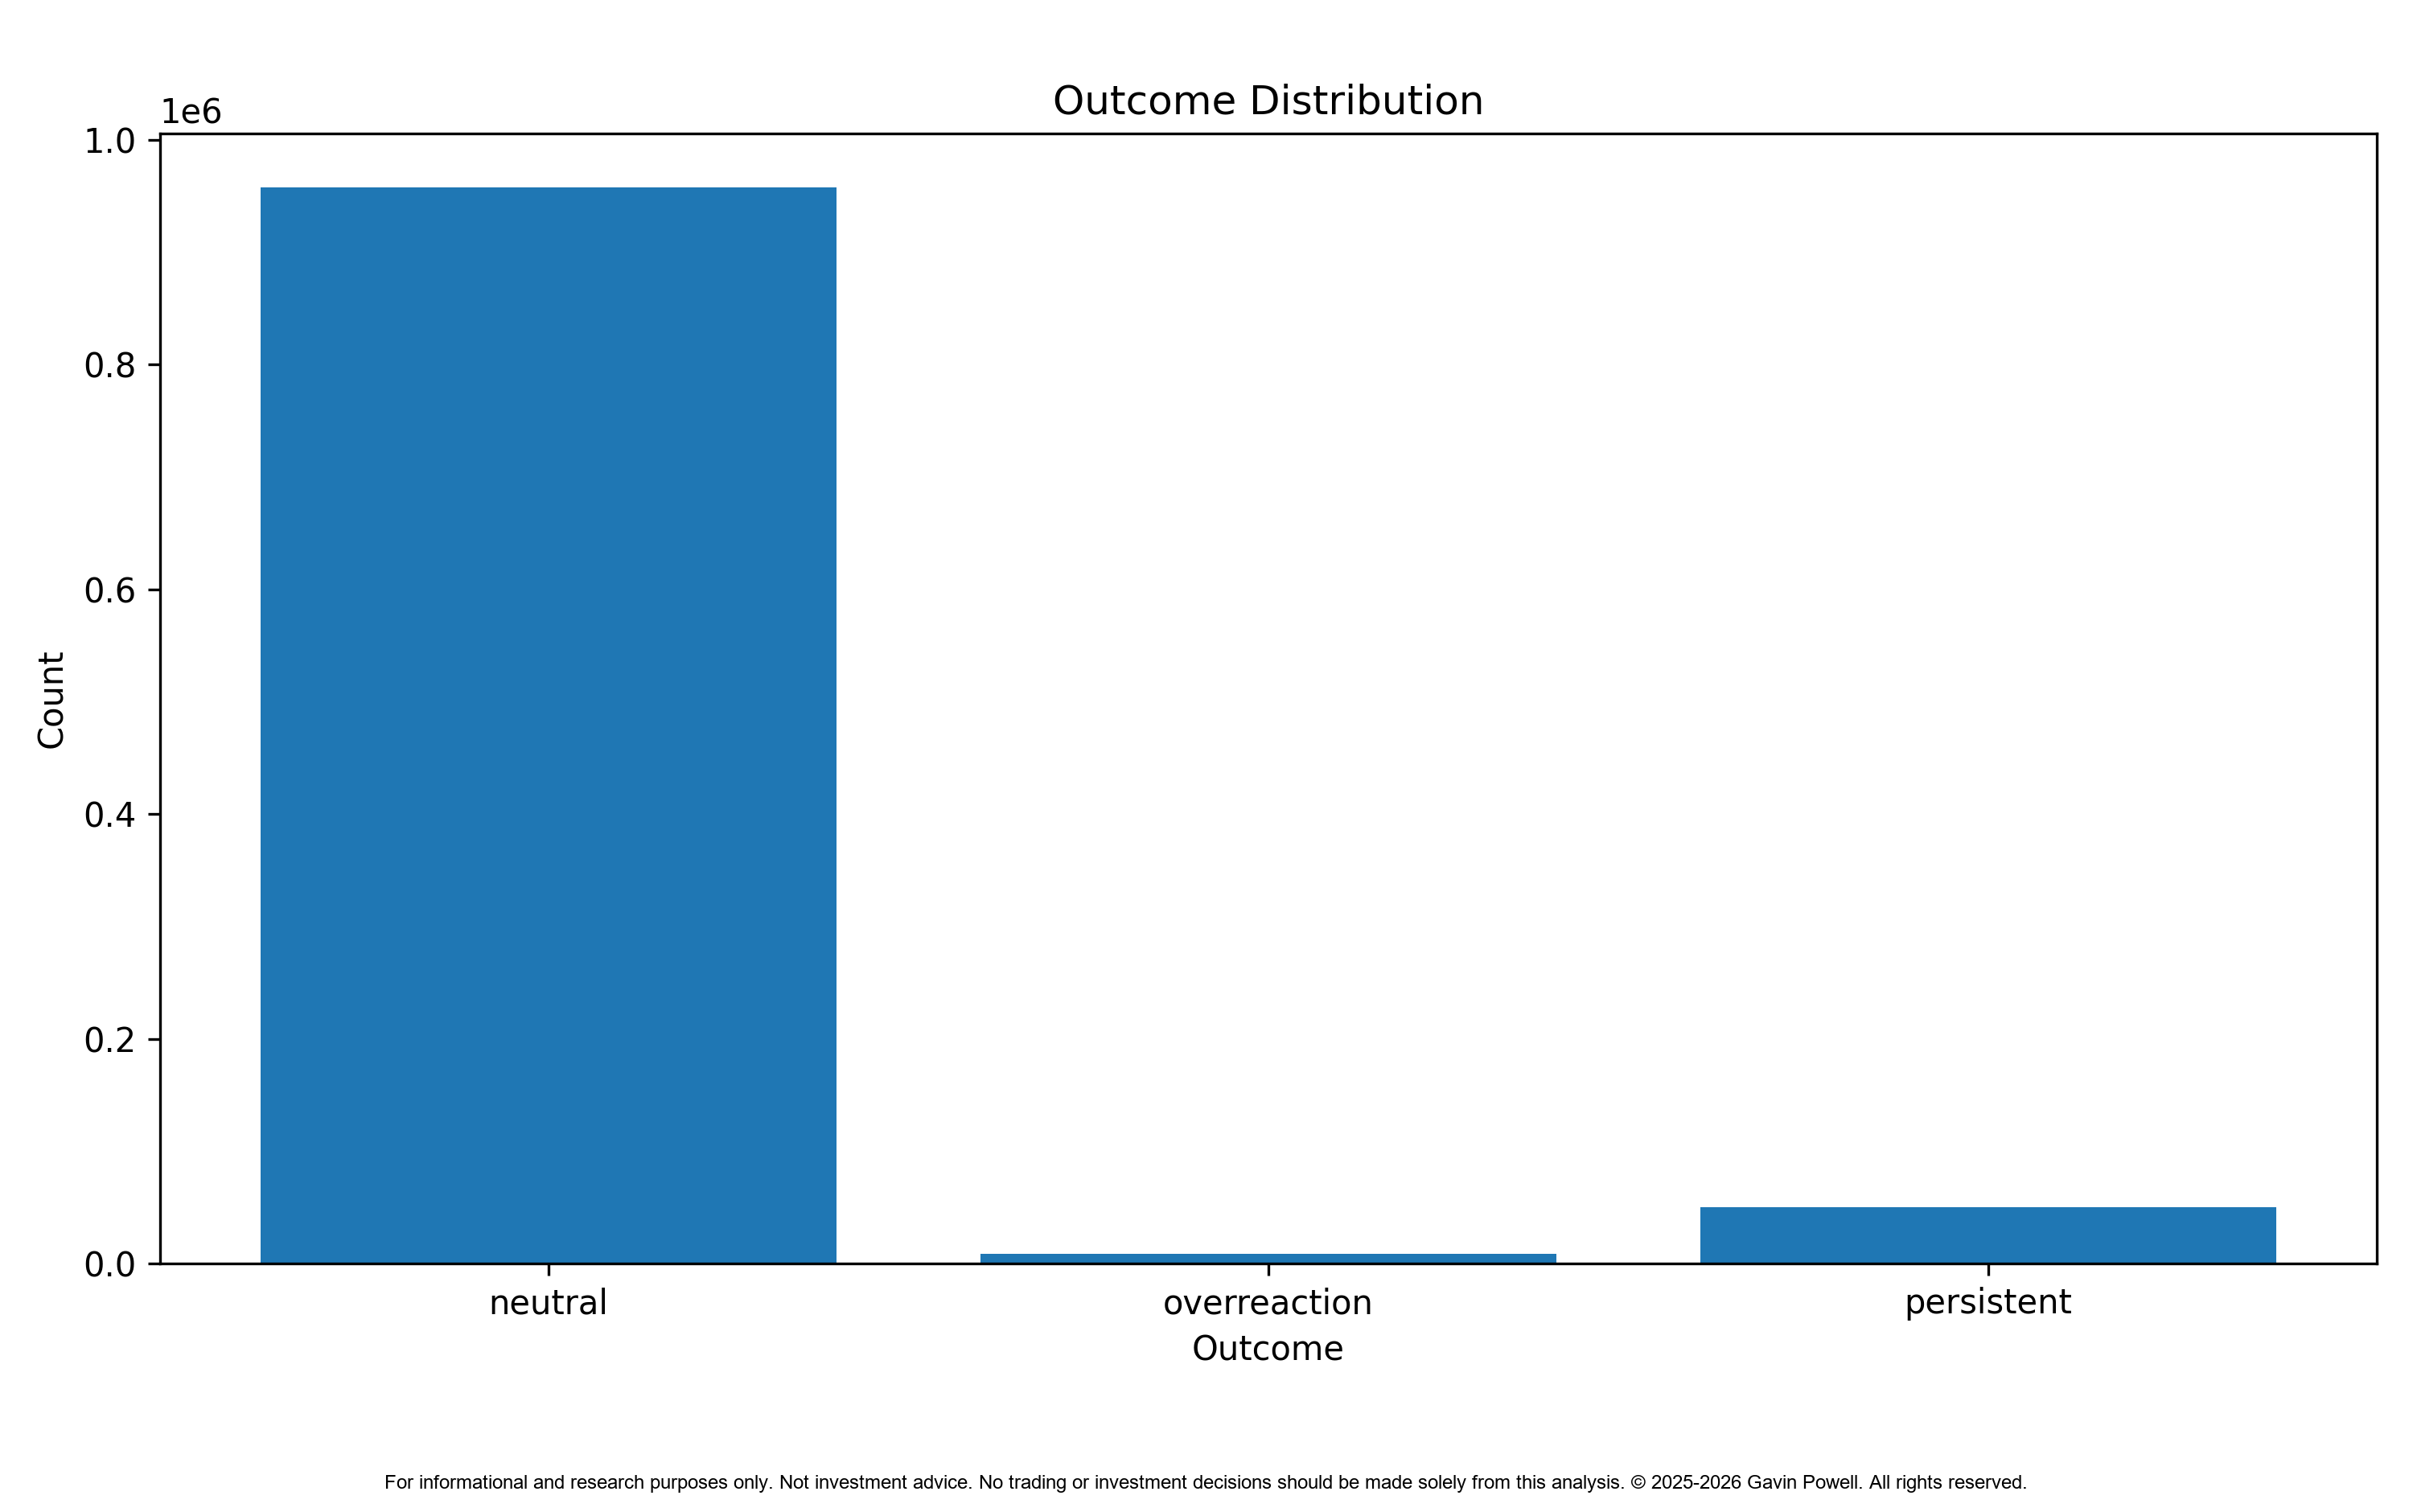 Outcome Distribution
1e6
1.0
0.8
0.6
0.4
0.2
0.0
Count
neutral overreaction persistent
Outcome
For informational and research purposes only. Not investment advice. No trading or investment decisions should be made solely from this analysis. © 2025-2026 Gavin Powell. All rights reserved.